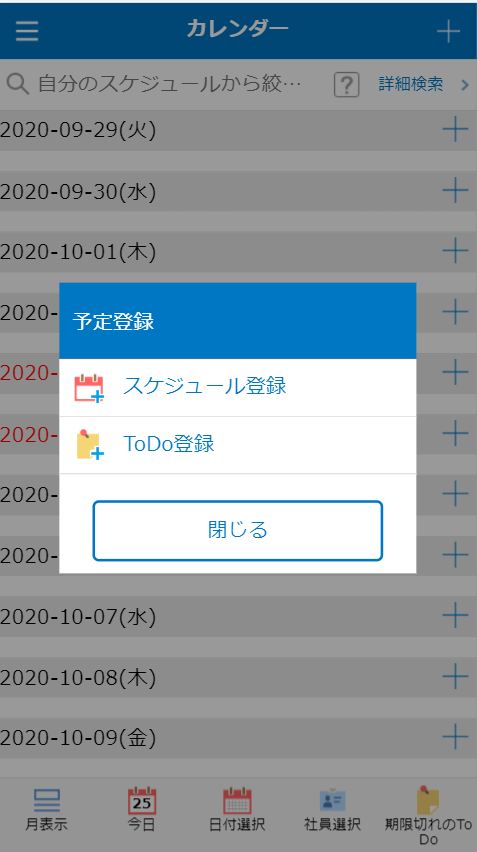 カレンダー
自分のスケジュールから絞…
?
詳細検索
2020-09-29(火)
2020-09-30(水)
2020-10-01(木)
2020-
予定登録
2020-
スケジュール登録
2020-
ToDo登録
2020-
閉じる
2020-
2020-10-07(水)
2020-10-08(木)
2020-10-09(金)
月表示
25
今日
日付選択
社員選択
期限切れのTo
Do